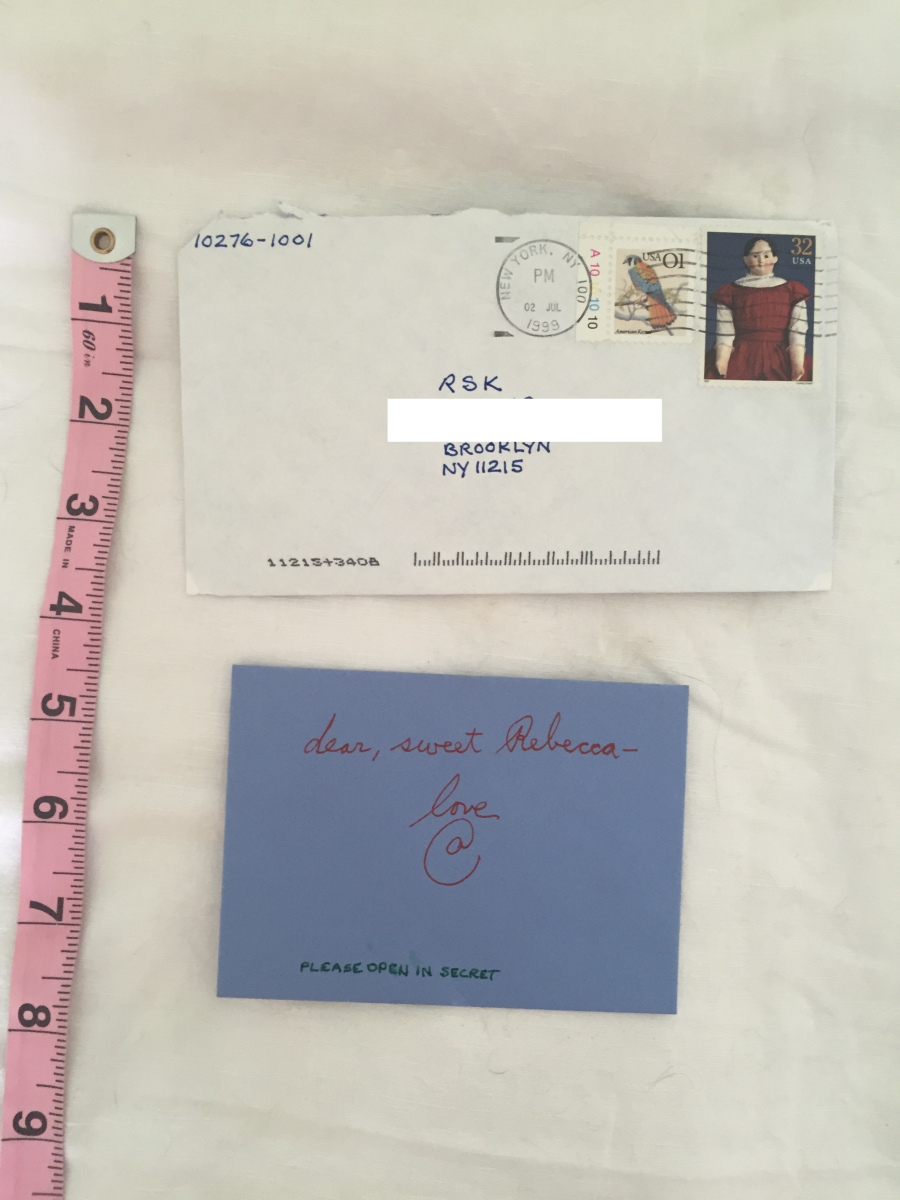 10276-1001
NEW YORK, NY 100
PM
02 JUL
1999
A 10 10 10
USA 01
American Kestrel
32
USA
RSK
BROOKLYN
NY 11215
11215+3408
dear, sweet Rebecca-
love
@
PLEASE OPEN IN SECRET
1
60 in
2
3
MADE IN
4
CHINA
5
6
7
8
9